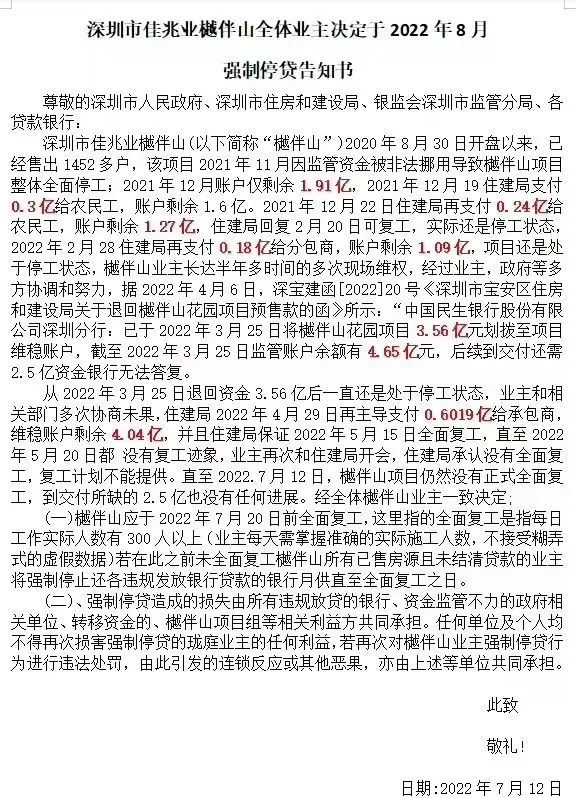 深圳市佳兆业樾伴山全体业主决定于 2022 年 8 月
强制停贷告知书
尊敬的深圳市人民政府、深圳市住房和建设局、银监会深圳市监管分局、各
贷款银行：
深圳市佳兆业樾伴山(以下简称“樾伴山”)2020 年 8 月 30 日开盘以来，已
经售出 1452 多户，该项目 2021 年 11 月因监管资金被非法挪用导致樾伴山项目
整体全面停工；2021 年 12 月账户仅剩余 1.91 亿，2021 年 12 月 19 住建局支付
0.3 亿给农民工，账户剩余 1.6 亿。2021 年 12 月 22 日住建局再支付 0.24 亿给
农民工，账户剩余 1.27 亿，住建局回复 2 月 20 日可复工，实际还是停工状态，
2022 年 2 月 28 住建局再支付 0.18 亿给分包商，账户剩余 1.09 亿，项目还是处
于停工状态，樾伴山业主长达半年多时间的多次现场维权，经过业主，政府等多
方协调和努力，据 2022 年 4 月 6 日，深宝建函[2022]20 号《深圳市宝安区住房
和建设局关于退回樾伴山花园项目预售款的函》所示：“中国民生银行股份有限
公司深圳分行：已于 2022 年 3 月 25 日将樾伴山花园项目 3.56 亿元划拨至项目
维稳账户，截至 2022 年 3 月 25 日监管账户余额有 4.65 亿元，后续到交付还需
2.5 亿资金银行无法答复。
从 2022 年 3 月 25 日退回资金 3.56 亿后一直还是处于停工状态，业主和相
关部门多次协商未果，住建局 2022 年 4 月 29 日再主导支付 0.6019 亿给承包商，
维稳账户剩余 4.04 亿，并且住建局保证 2022 年 5 月 15 日全面复工，直至 2022
年 5 月 20 日都 没有复工迹象，业主再次和住建局开会，住建局承认没有全面复
工，复工计划不能提供。直至 2022.7 月 12 日，樾伴山项目仍然没有正式全面复
工，到交付所缺的 2.5 亿也没有任何进展。经全体樾伴山业主一致决定；
(一)樾伴山应于 2022 年 7 月 20 日前全面复工，这里指的全面复工是指每日
工作实际人数有 300 人以上(业主每天需掌握准确的实际施工人数，不接受糊弄
式的虚假数据)若在此之前未全面复工樾伴山所有已售房源且未结清贷款的业主
将强制停止还各违规发放银行贷款的银行月供直至全面复工之日。
(二)、强制停贷造成的损失由所有违规放贷的银行、资金监管不力的政府相
关单位、转移资金的、樾伴山项目组等相关利益方共同承担。任何单位及个人均
不得再次损害强制停贷的珑庭业主的任何利益，若再次对樾伴山业主强制停贷行
为进行违法处罚，由此引发的连锁反应或其他恶果，亦由上述等单位共同承担。
此致
敬礼！
日期:2022 年 7 月 12 日